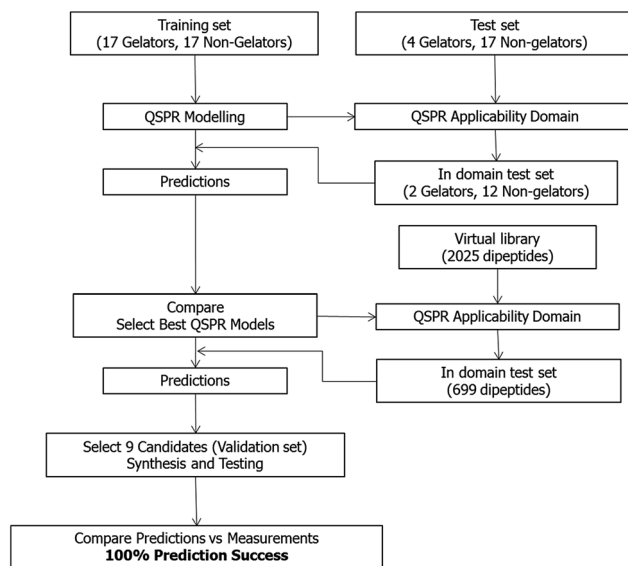 Training set
(17 Gelators, 17 Non-Gelators)
Test set
(4 Gelators, 17 Non-gelators)
QSPR Modelling
QSPR Applicability Domain
Predictions
In domain test set
(2 Gelators, 12 Non-gelators)
Virtual library
(2025 dipeptides)
Compare
Select Best QSPR Models
QSPR Applicability Domain
Predictions
In domain test set
(699 dipeptides)
Select 9 Candidates (Validation set)
Synthesis and Testing
Compare Predictions vs Measurements
100% Prediction Success